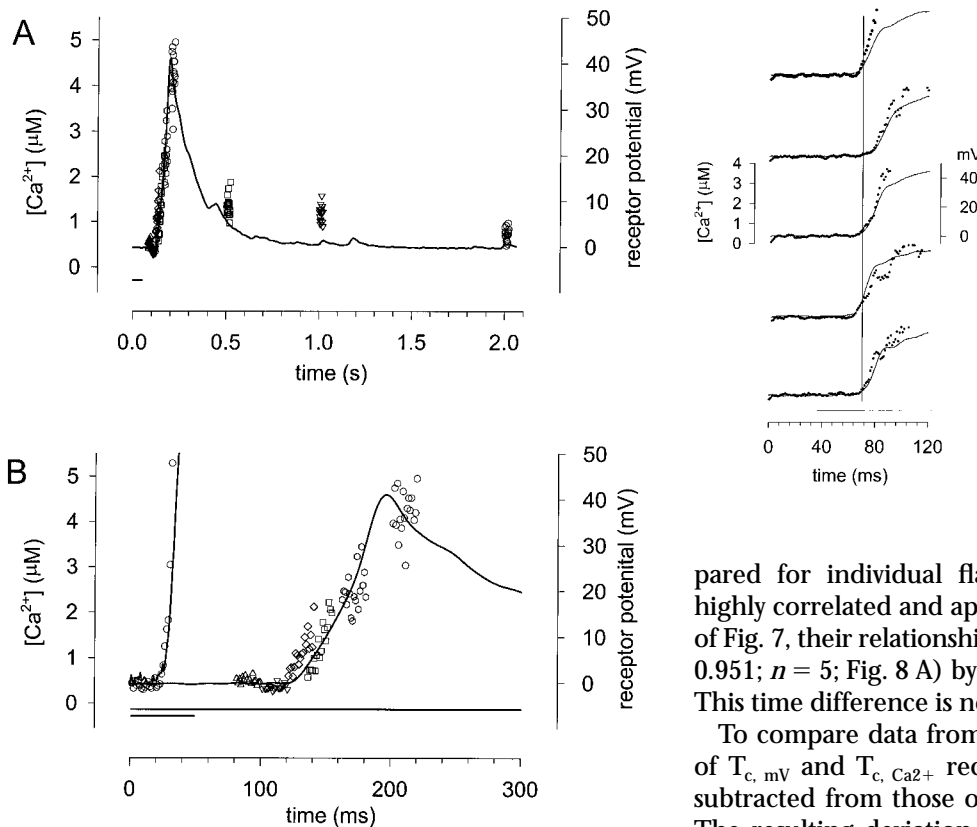 A
[Ca2+] (μM)
5
4
3
2
1
0
50
40
30
20
10
0
receptor potential (mV)
0.0 0.5 1.0 1.5 2.0
time (s)
B
[Ca2+] (μM)
5
4
3
2
1
0
50
40
30
20
10
0
receptor potenital (mV)
0 100 200 300
time (ms)
[Ca2+] (μM)
4
3
2
1
0
mV
40
20
0
0 40 80 120
time (ms)
pared for individual fla
highly correlated and ap
of Fig. 7, their relationshi
0.951; n = 5; Fig. 8 A) by
This time difference is no
To compare data from
of Tc, mV and Tc, Ca2+ rec
subtracted from those o